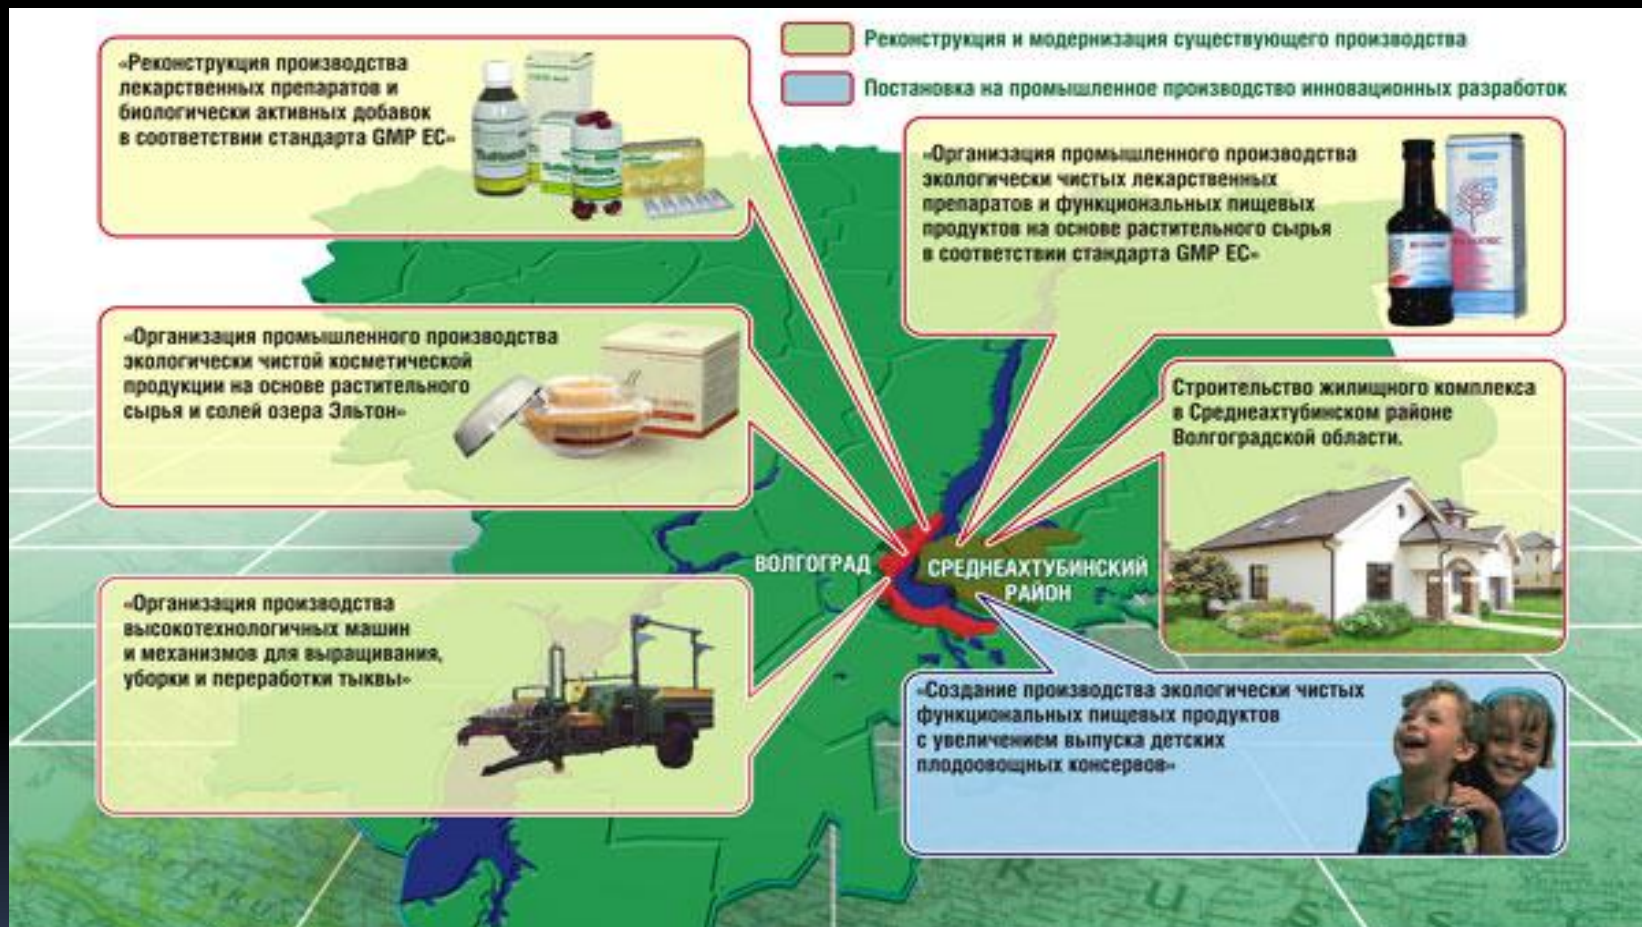 Реконструкция и модернизация существующего производства
Постановка на промышленное производство инновационных разработок
«Реконструкция производства
лекарственных препаратов и
биологически активных добавок
в соответствии стандарта GMP ЕС»
«Организация промышленного производства
экологически чистых лекарственных
препаратов и функциональных пищевых
продуктов на основе растительного сырья
в соответствии стандарта GMP ЕС»
«Организация промышленного производства
экологически чистой косметической
продукции на основе растительного
сырья и солей озера Эльтон»
Строительство жилищного комплекса
в Среднеахтубинском районе
Волгоградской области.
ВОЛГОГРАД
СРЕДНЕАХТУБИНСКИЙ
РАЙОН
«Организация производства
высокотехнологичных машин
и механизмов для выращивания,
уборки и переработки тыквы»
«Создание производства экологически чистых
функциональных пищевых продуктов
с увеличением выпуска детских
плодоовощных консервов»